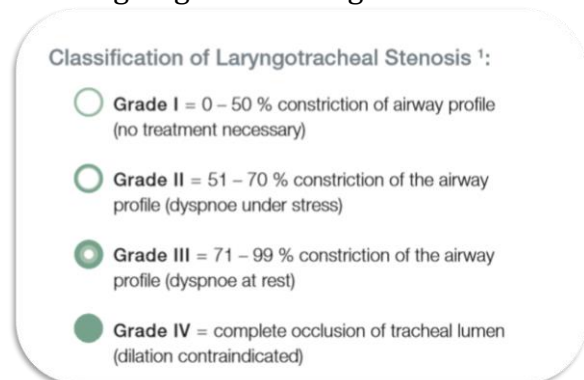 Classification of Laryngotracheal Stenosis ¹:
Grade I = 0 – 50 % constriction of airway profile
(no treatment necessary)
Grade II = 51 – 70 % constriction of the airway
profile (dyspnoe under stress)
Grade III = 71 – 99 % constriction of the airway
profile (dyspnoe at rest)
Grade IV = complete occlusion of tracheal lumen
(dilation contraindicated)